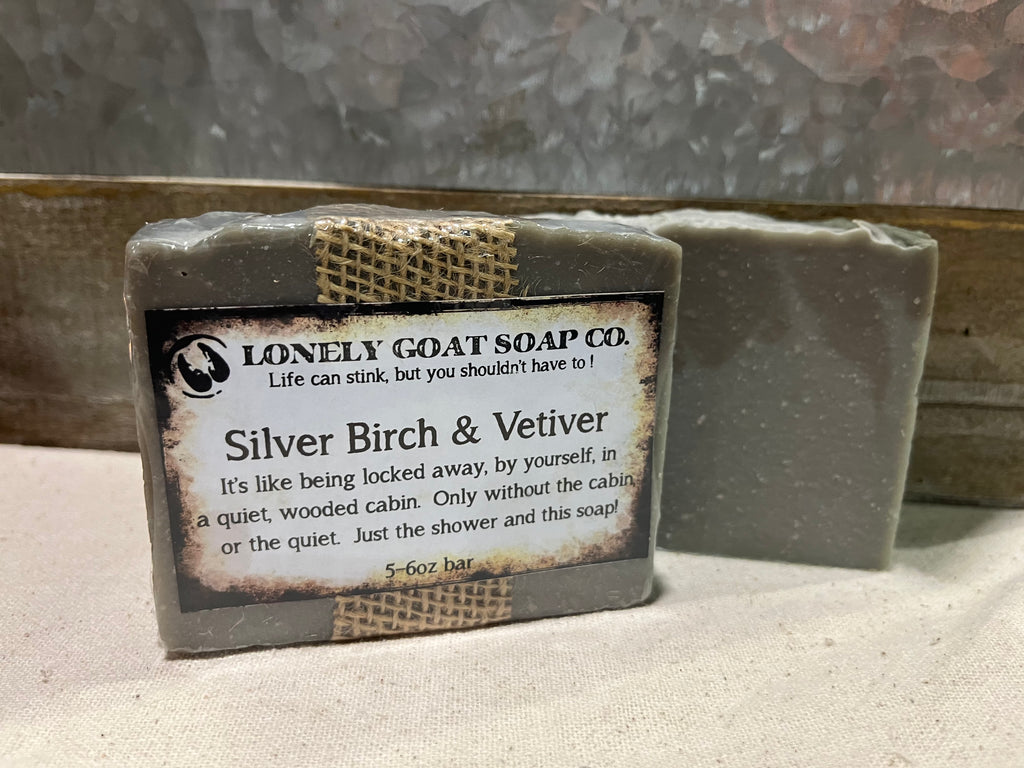 LONELY GOAT SOAP CO.
Life can stink, but you shouldn't have to !
Silver Birch & Vetiver
It's like being locked away, by yourself, in
a quiet, wooded cabin. Only without the cabin
or the quiet. Just the shower and this soap!
5-6oz bar